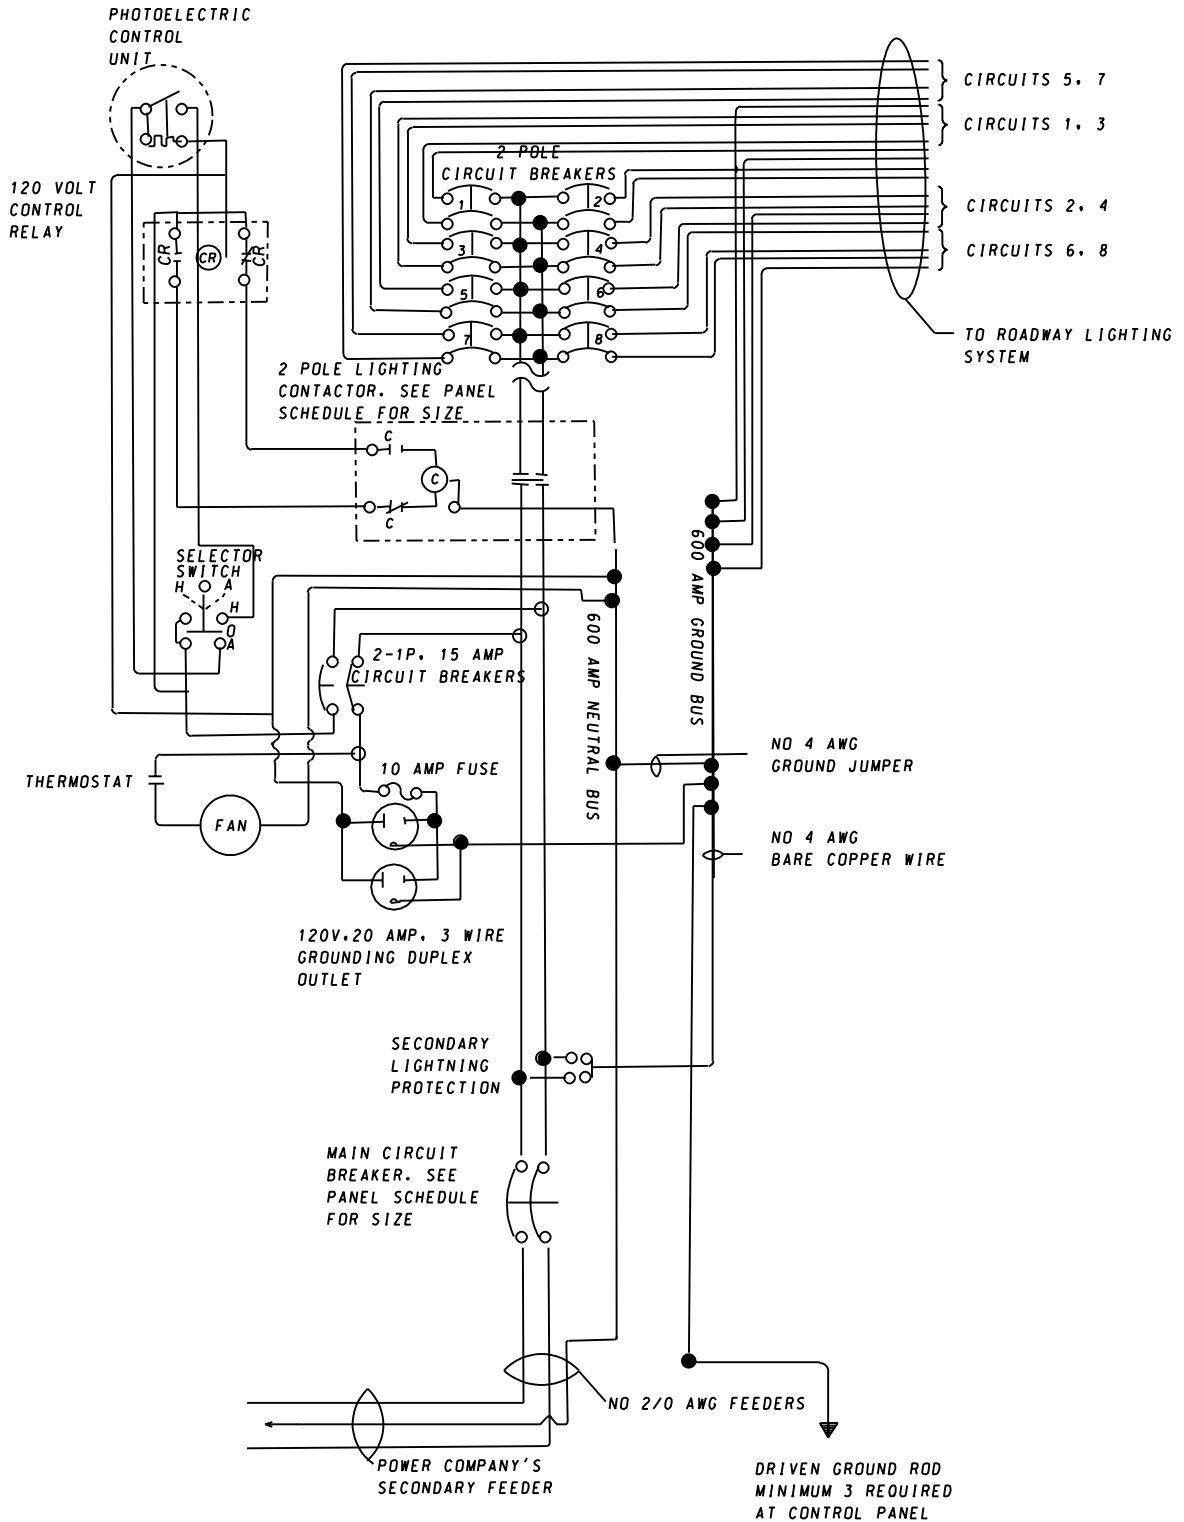 PHOTOELECTRIC
CONTROL
UNIT
CIRCUITS 5, 7
CIRCUITS 1, 3
2 POLE
CIRCUIT BREAKERS
120 VOLT
CONTROL
RELAY
1
2
CIRCUITS 2, 4
CR
CR
CR
3
4
CIRCUITS 6, 8
5
6
7
8
TO ROADWAY LIGHTING
SYSTEM
2 POLE LIGHTING
CONTACTOR. SEE PANEL
SCHEDULE FOR SIZE
C
C
C
SELECTOR
SWITCH
H
A
H
O
A
600 AMP GROUND BUS
600 AMP NEUTRAL BUS
2-1P, 15 AMP
CIRCUIT BREAKERS
NO 4 AWG
GROUND JUMPER
THERMOSTAT
10 AMP FUSE
FAN
NO 4 AWG
BARE COPPER WIRE
120V,20 AMP, 3 WIRE
GROUNDING DUPLEX
OUTLET
SECONDARY
LIGHTNING
PROTECTION
MAIN CIRCUIT
BREAKER. SEE
PANEL SCHEDULE
FOR SIZE
NO 2/0 AWG FEEDERS
POWER COMPANY'S
SECONDARY FEEDER
DRIVEN GROUND ROD
MINIMUM 3 REQUIRED
AT CONTROL PANEL